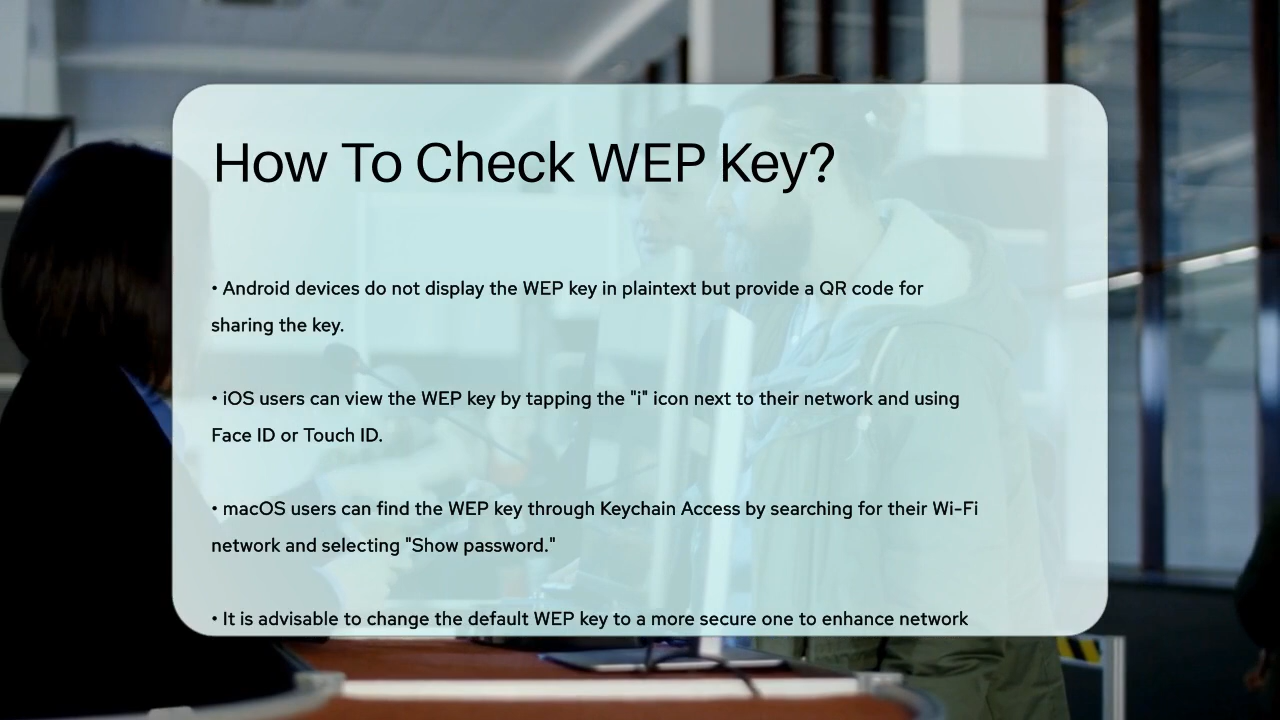 How To Check WEP Key?
• Android devices do not display the WEP key in plaintext but provide a QR code for
sharing the key.
• iOS users can view the WEP key by tapping the "i" icon next to their network and using
Face ID or Touch ID.
• macOS users can find the WEP key through Keychain Access by searching for their Wi-Fi
network and selecting "Show password."
• It is advisable to change the default WEP key to a more secure one to enhance network